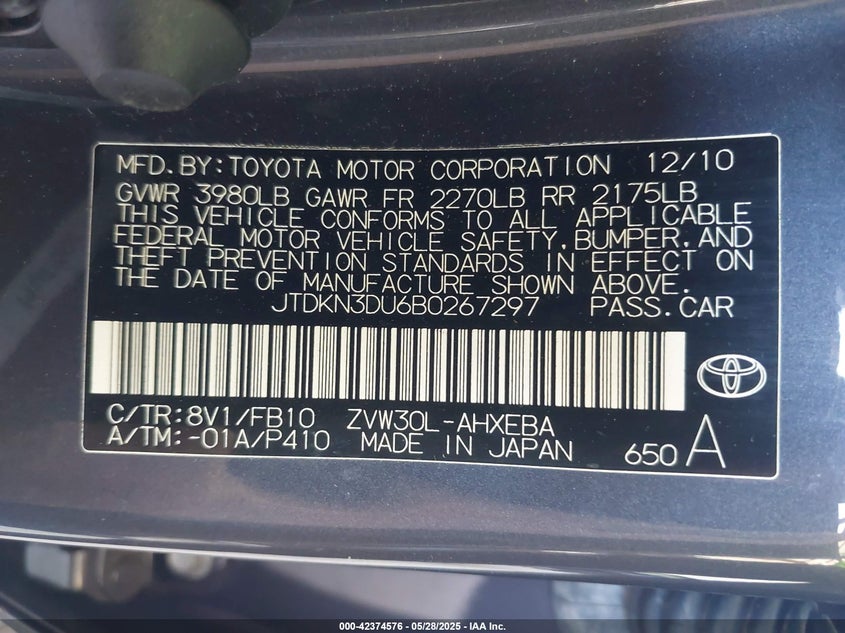 MFD.BY:TOYOTA MOTOR CORPORATION 12/10
GVWR 3980LB GAWR FR 2270LB RR 2175LB
THIS VEHICLE CONFORMS TO ALL APPLICABLE
FEDERAL MOTOR VEHICLE SAFETY,BUMPER,AND
THEFT PREVENTION STANDARDS IN EFFECT ON
THE DATE OF MANUFACTURE SHOWN ABOVE.
JTDKN3DU6B0267297 PASS.CAR
C/TR:8V1/FB10 ZVW30L-AHXEBA
A/TM:-01A/P410 MADE IN JAPAN 650 A
000-42374576 / 05/28/2025 - IAA Inc.